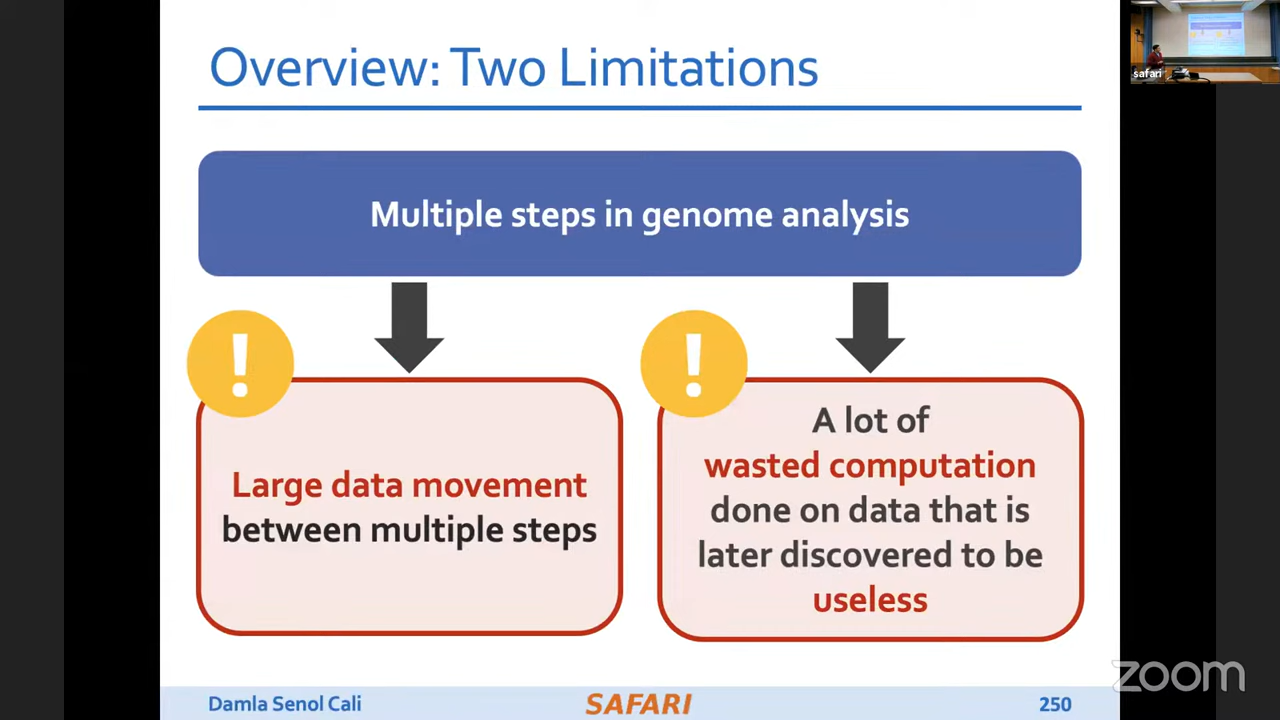 Overview: Two Limitations
safari
Multiple steps in genome analysis
!
!
Large data movement
between multiple steps
A lot of
wasted computation
done on data that is
later discovered to be
useless
zoom
Damla Senol Cali
SAFARI
250